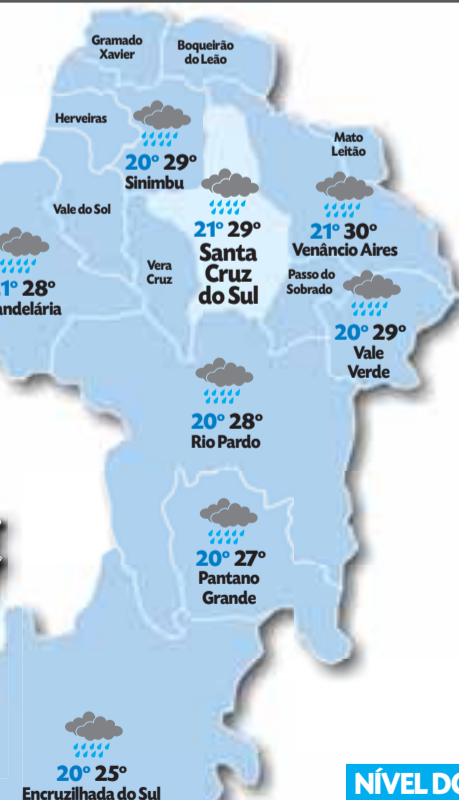 Gramado
Xavier
Boqueirão
do Leão
Herveiras
20° 29°
Sinimbu
Mato
Leitão
Vale do Sol
21° 29°
Santa
Cruz
do Sul
21° 30°
Venâncio Aires
1° 28°
andelária
Vera
Cruz
Passo do
Sobrado
20° 29°
Vale
Verde
20° 28°
Rio Pardo
20° 27°
Pantano
Grande
20° 25°
Encruzilhada do Sul
NÍVEL DO